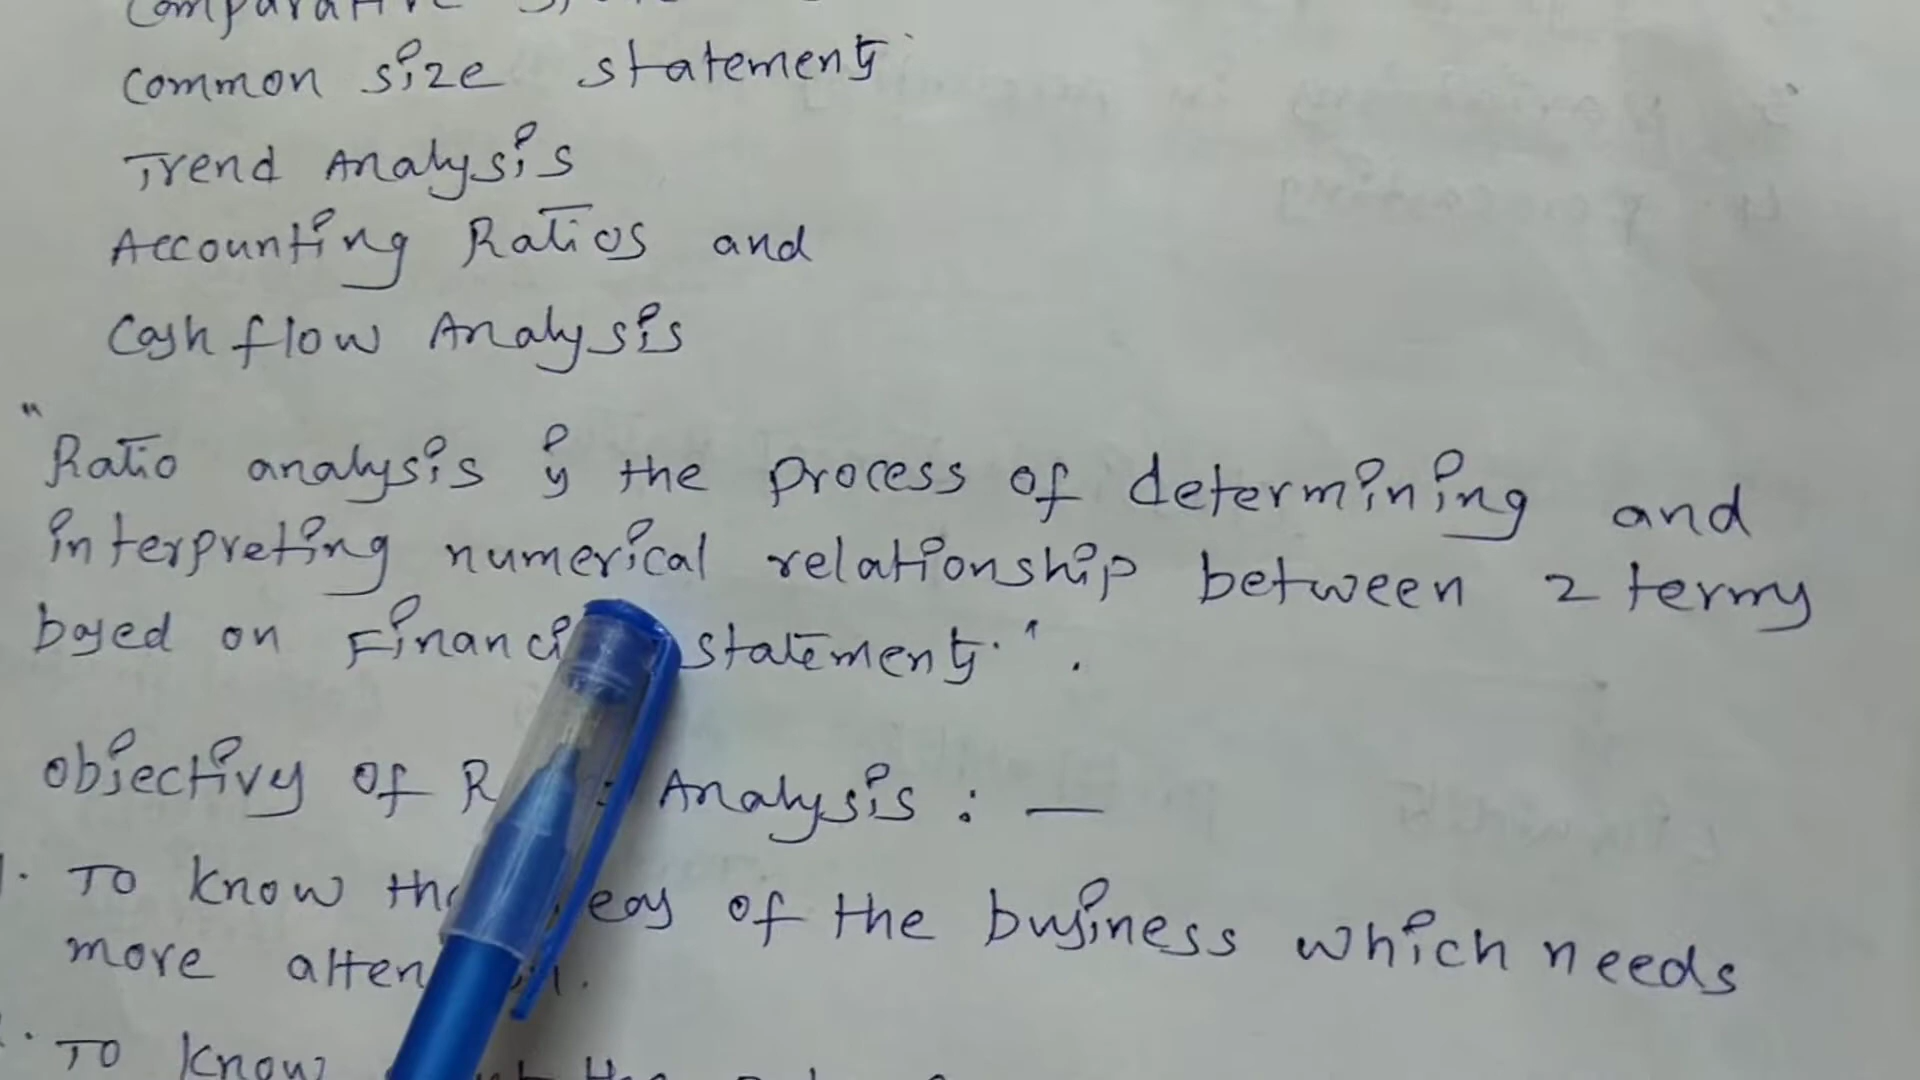 Comparative
Common size statements
Trend Analysis
Accounting Ratios and
Cash flow Analysis
"Ratio analysis is the process of determining and
interpreting numerical relationship between 2 terms
based on Financi statements".
Objectives of R Analysis : —
1. To know the eas of the business which needs
more atten n.
To know